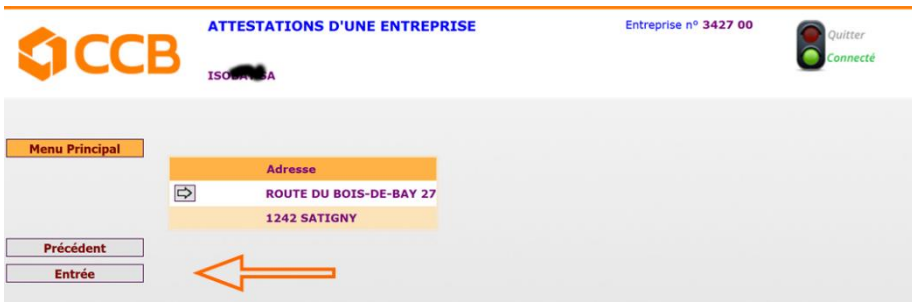 CCB
ATTESTATIONS D'UNE ENTREPRISE
Entreprise n° 3427 00
Quitter
Connecté
Menu Principal
Adresse
ROUTE DU BOIS-DE-BAY 27
1242 SATIGNY
Précédent
Entrée